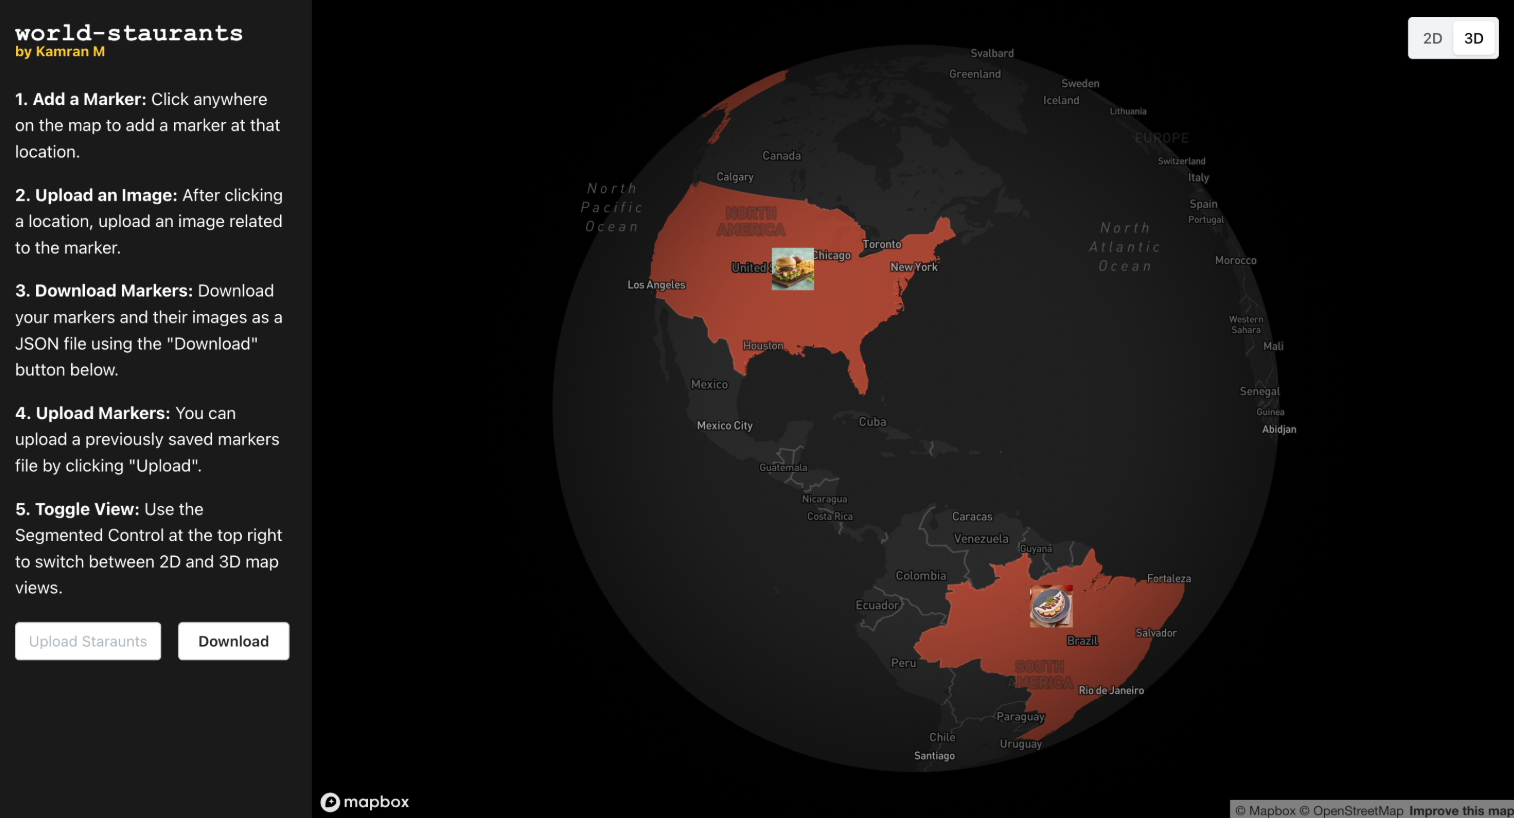 world-staurants
by Kamran M
1. Add a Marker: Click anywhere
on the map to add a marker at that
location.
2. Upload an Image: After clicking
a location, upload an image related
to the marker.
3. Download Markers: Download
your markers and their images as a
JSON file using the "Download"
button below.
4. Upload Markers: You can
upload a previously saved markers
file by clicking "Upload".
5. Toggle View: Use the
Segmented Control at the top right
to switch between 2D and 3D map
views.
Upload Staraunts
Download
2D
3D
Svalbard
Greenland
Sweden
Iceland
Lithuania
EUROPE
Canada
Switzerland
Calgary
Italy
North
Pacific
Ocean
Spain
Portugal
NORTH
AMERICA
North
Atlantic
Ocean
Toronto
Chicago
Morocco
United
New York
Los Angeles
Western
Sahara
Houston
Mali
Mexico
Senegal
Guinea
Cuba
Mexico City
Abidjan
Guatemala
Nicaragua
Costa Rica
Caracas
Venezuela
Guyana
Colombia
Fortaleza
Ecuador
Salvador
Brazil
Peru
SOUTH
AMERICA
Rio de Janeiro
Paraguay
Chile
Uruguay
Santiago
mapbox
© Mapbox © OpenStreetMap Improve this map